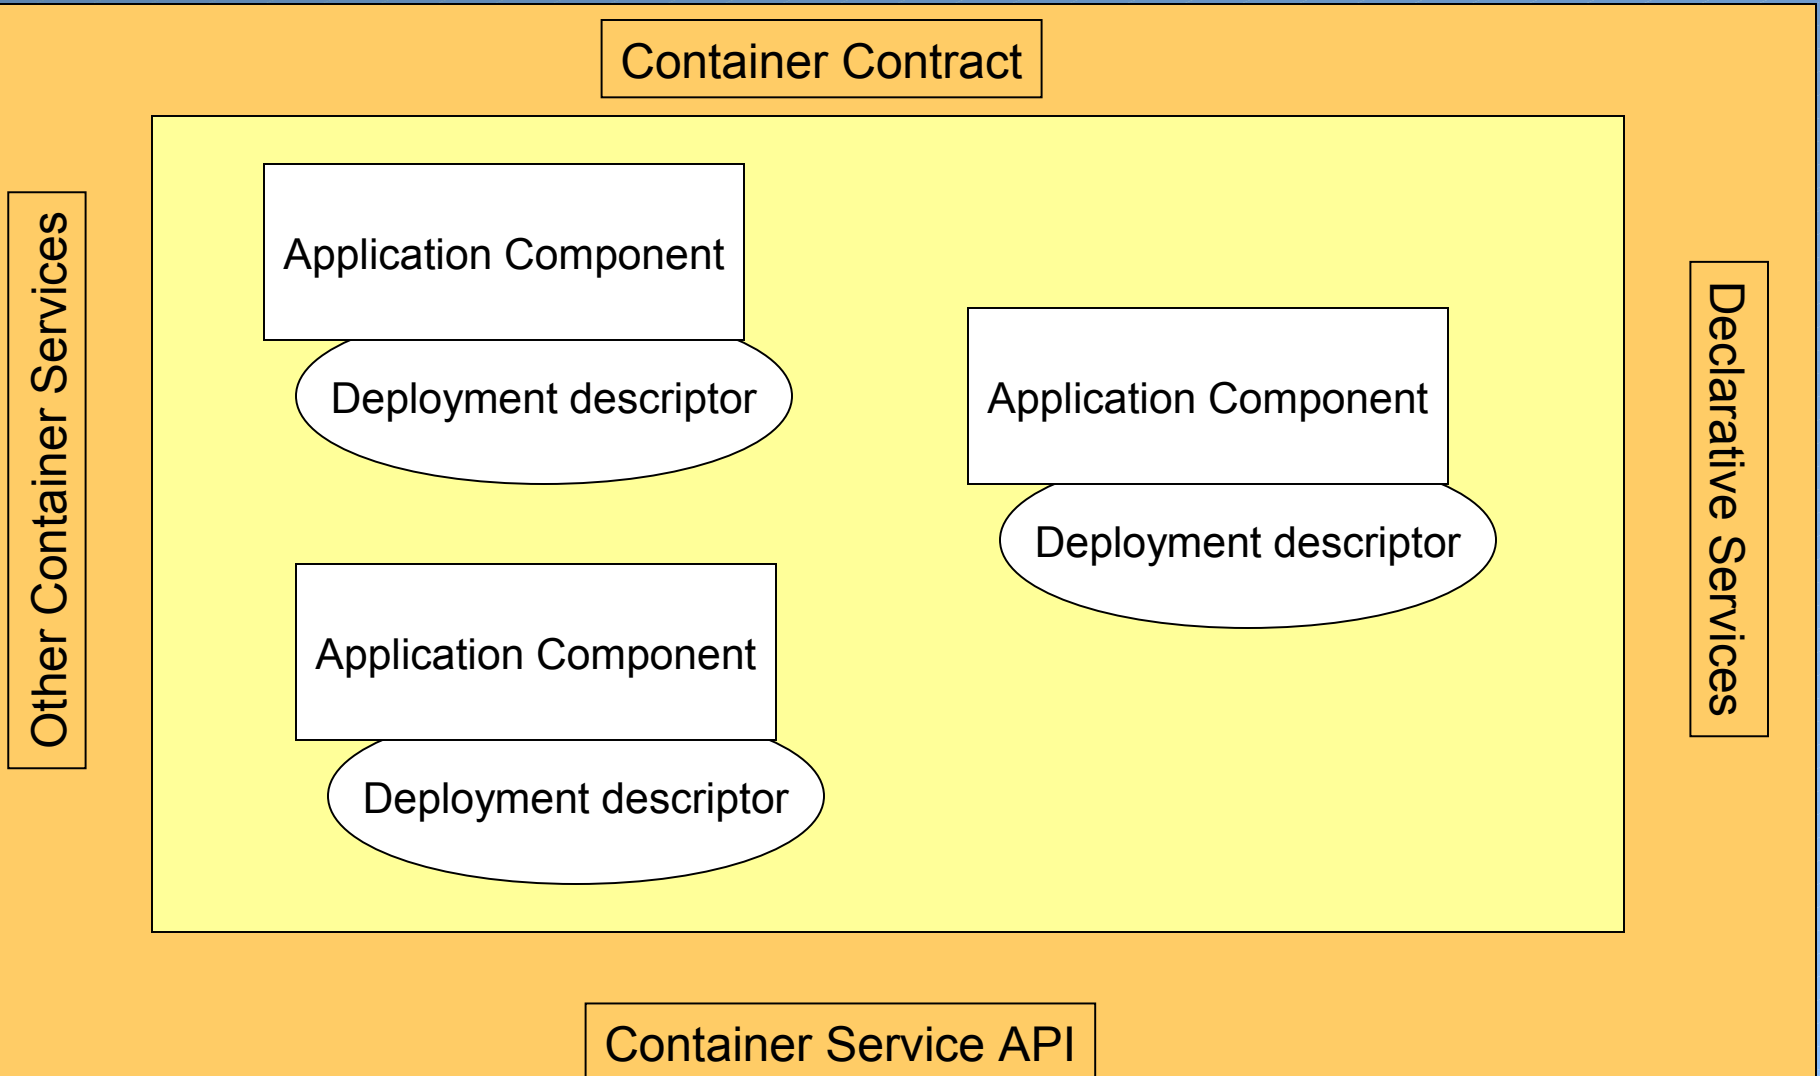 Container Contract
Other Container Services
Application Component
Deployment descriptor
Application Component
Deployment descriptor
Application Component
Deployment descriptor
Declarative Services
Container Service API